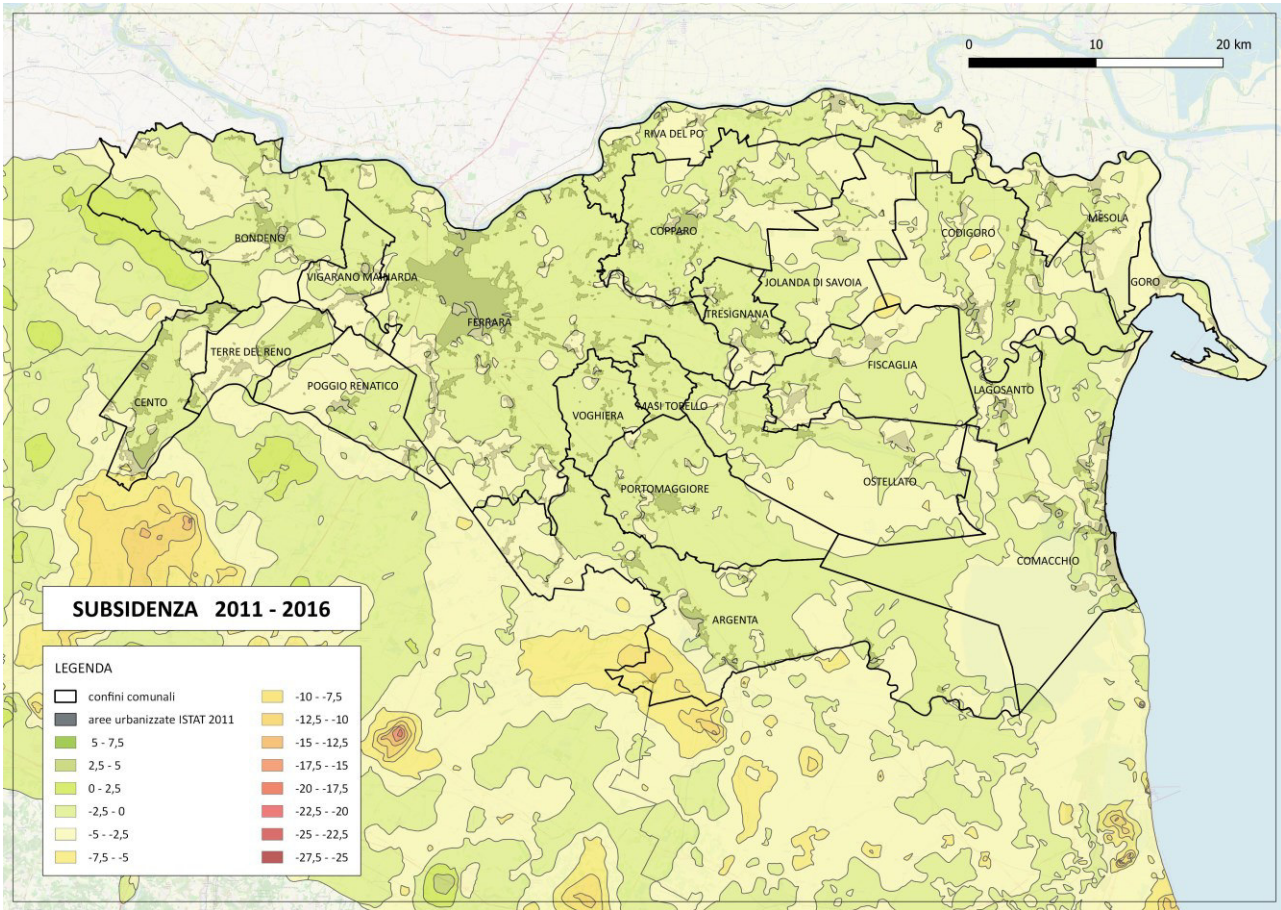 0 10 20 km
RIVA DEL PO
MESOLA
COPPARO
CODIGORO
BONDENO
VIGARANO MAINARDA
JOLANDA DI SAVOIA
GORO
TRESIGNANA
FERRARA
TERRE DEL RENO
FISCAGLIA
POGGIO RENATICO
LAGOSANTO
CENTO
VOGHIERA
MASI TORELLO
OSTELLATO
PORTOMAGGIORE
COMACCHIO
ARGENTA
SUBSIDENZA 2011 - 2016
LEGENDA
confini comunali
aree urbanizzate ISTAT 2011
5 - 7,5
2,5 - 5
0 - 2,5
-2,5 - 0
-5 - -2,5
-7,5 - -5
-10 - -7,5
-12,5 - -10
-15 - -12,5
-17,5 - -15
-20 - -17,5
-22,5 - -20
-25 - -22,5
-27,5 - -25